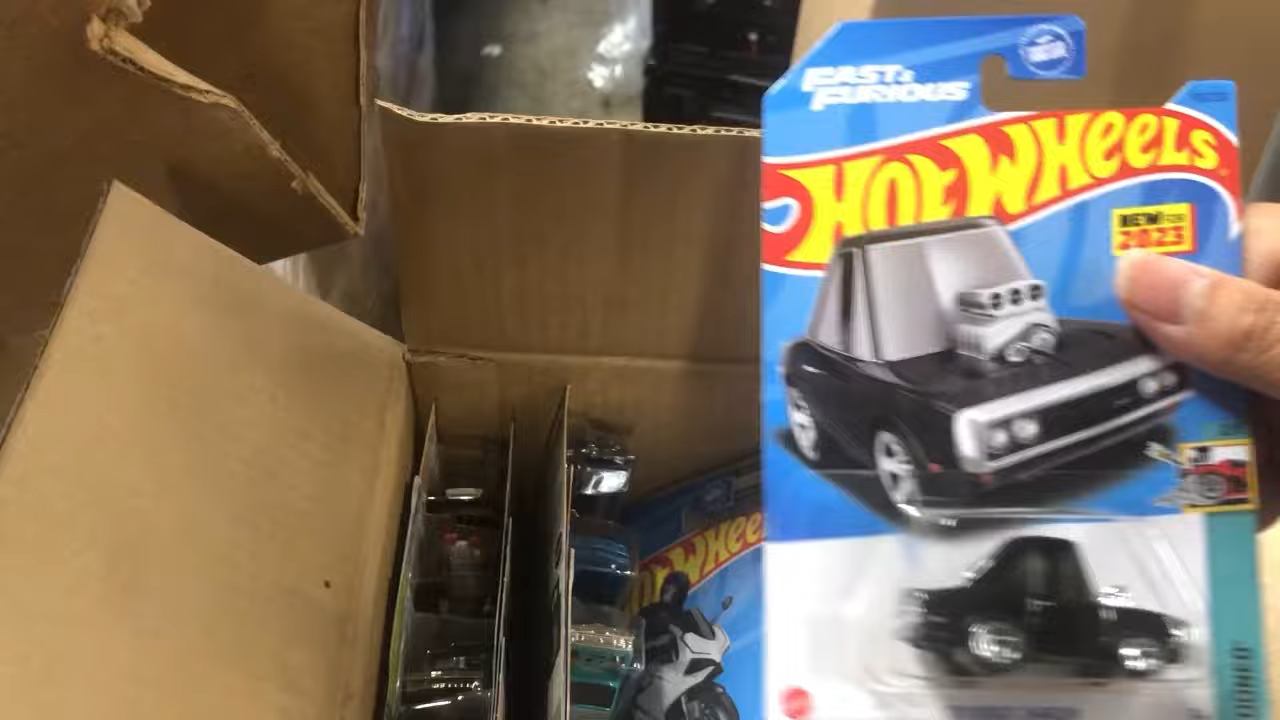 FAST &
FURIOUS
HOT WHEELS
NEW FOR
2023
HOT WHEELS